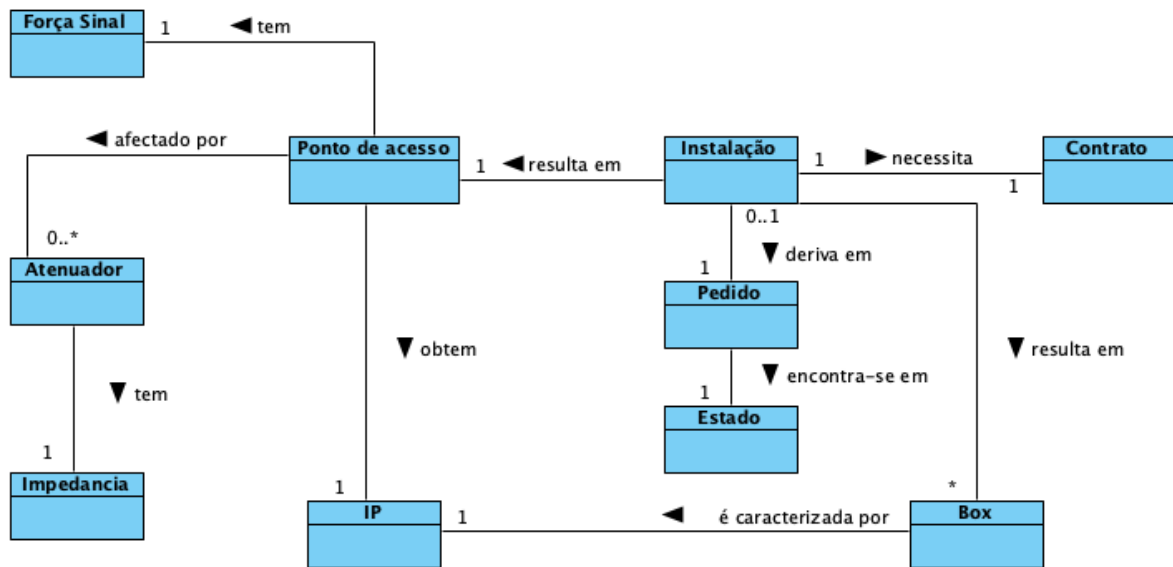 Força Sinal
1
◄ tem
◄ afectado por
Ponto de acesso
1
◄ resulta em
Instalação
1
► necessita
1
Contrato
0..*
0..1
▼ deriva em
1
Atenuador
Pedido
▼ obtem
▼ resulta em
▼ encontra-se em
▼ tem
1
Estado
1
Impedancia
1
*
IP
1
◄ é caracterizada por
Box